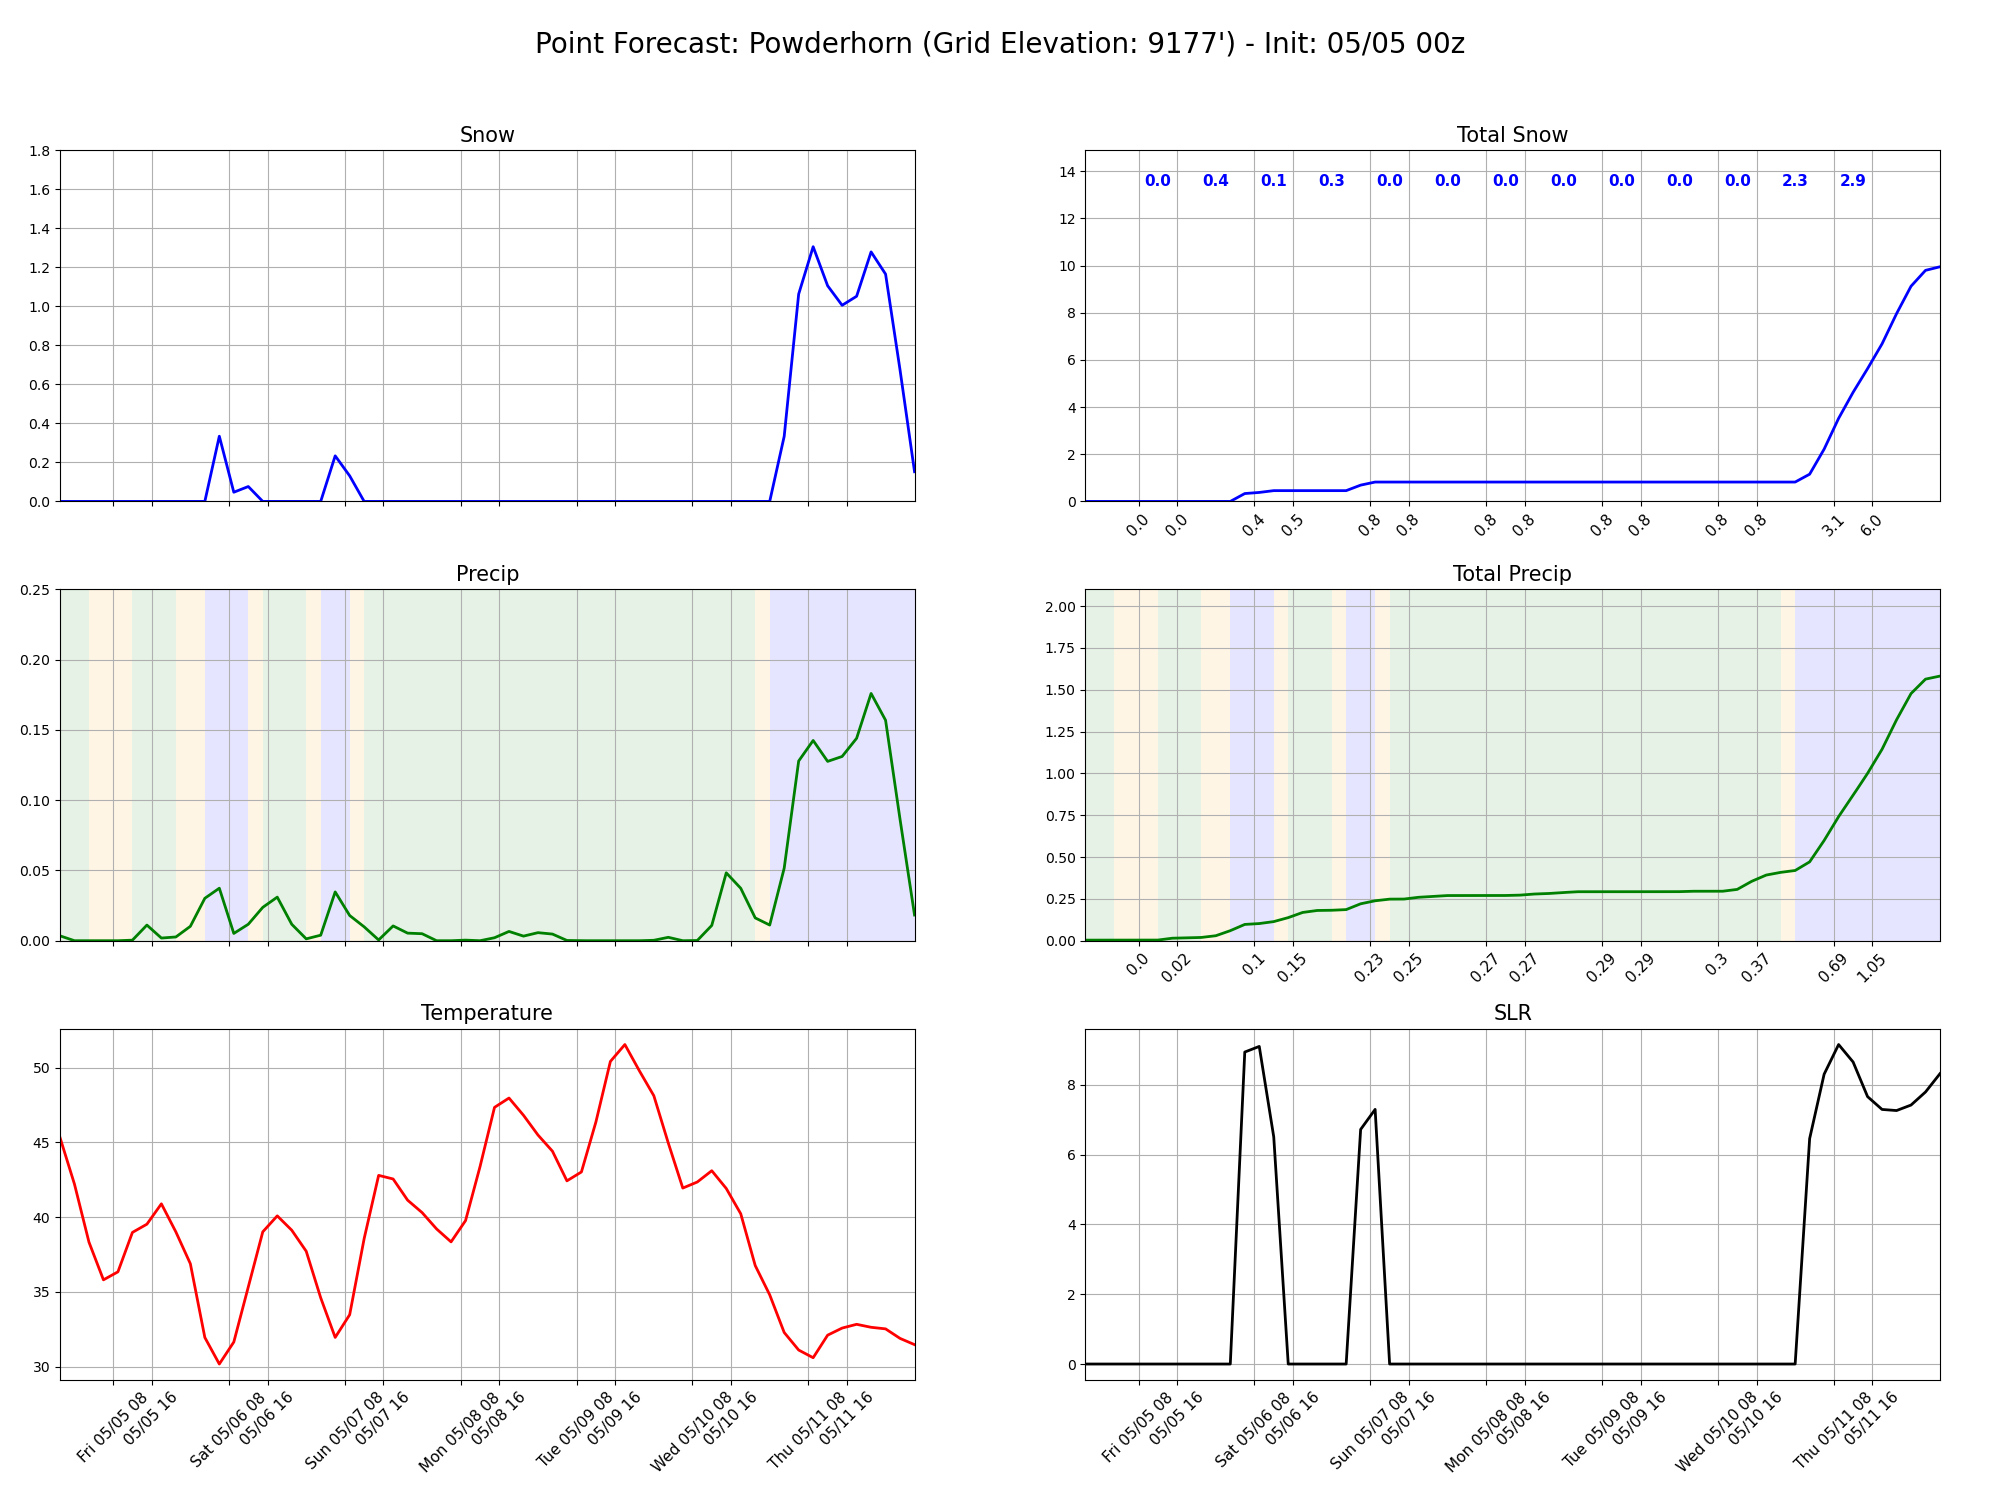 Point Forecast: Powderhorn (Grid Elevation: 9177') - Init: 05/05 00z
Snow
1.8
1.6
1.4
1.2
1.0
0.8
0.6
0.4
0.2
0.0
Total Snow
14
12
10
8
6
4
2
0
0.0 0.4 0.1 0.3 0.0 0.0 0.0 0.0 0.0 0.0 0.0 2.3 2.9
0.0 0.0 0.4 0.5 0.8 0.8 0.8 0.8 0.8 0.8 0.8 0.8 3.1 6.0
Precip
0.25
0.20
0.15
0.10
0.05
0.00
Total Precip
2.00
1.75
1.50
1.25
1.00
0.75
0.50
0.25
0.00
0.0 0.02 0.1 0.15 0.23 0.25 0.27 0.27 0.29 0.29 0.3 0.37 0.69 1.05
Temperature
50
45
40
35
30
Fri 05/05 08
05/05 16
Sat 05/06 08
05/06 16
Sun 05/07 08
05/07 16
Mon 05/08 08
05/08 16
Tue 05/09 08
05/09 16
Wed 05/10 08
05/10 16
Thu 05/11 08
05/11 16
SLR
8
6
4
2
0
Fri 05/05 08
05/05 16
Sat 05/06 08
05/06 16
Sun 05/07 08
05/07 16
Mon 05/08 08
05/08 16
Tue 05/09 08
05/09 16
Wed 05/10 08
05/10 16
Thu 05/11 08
05/11 16